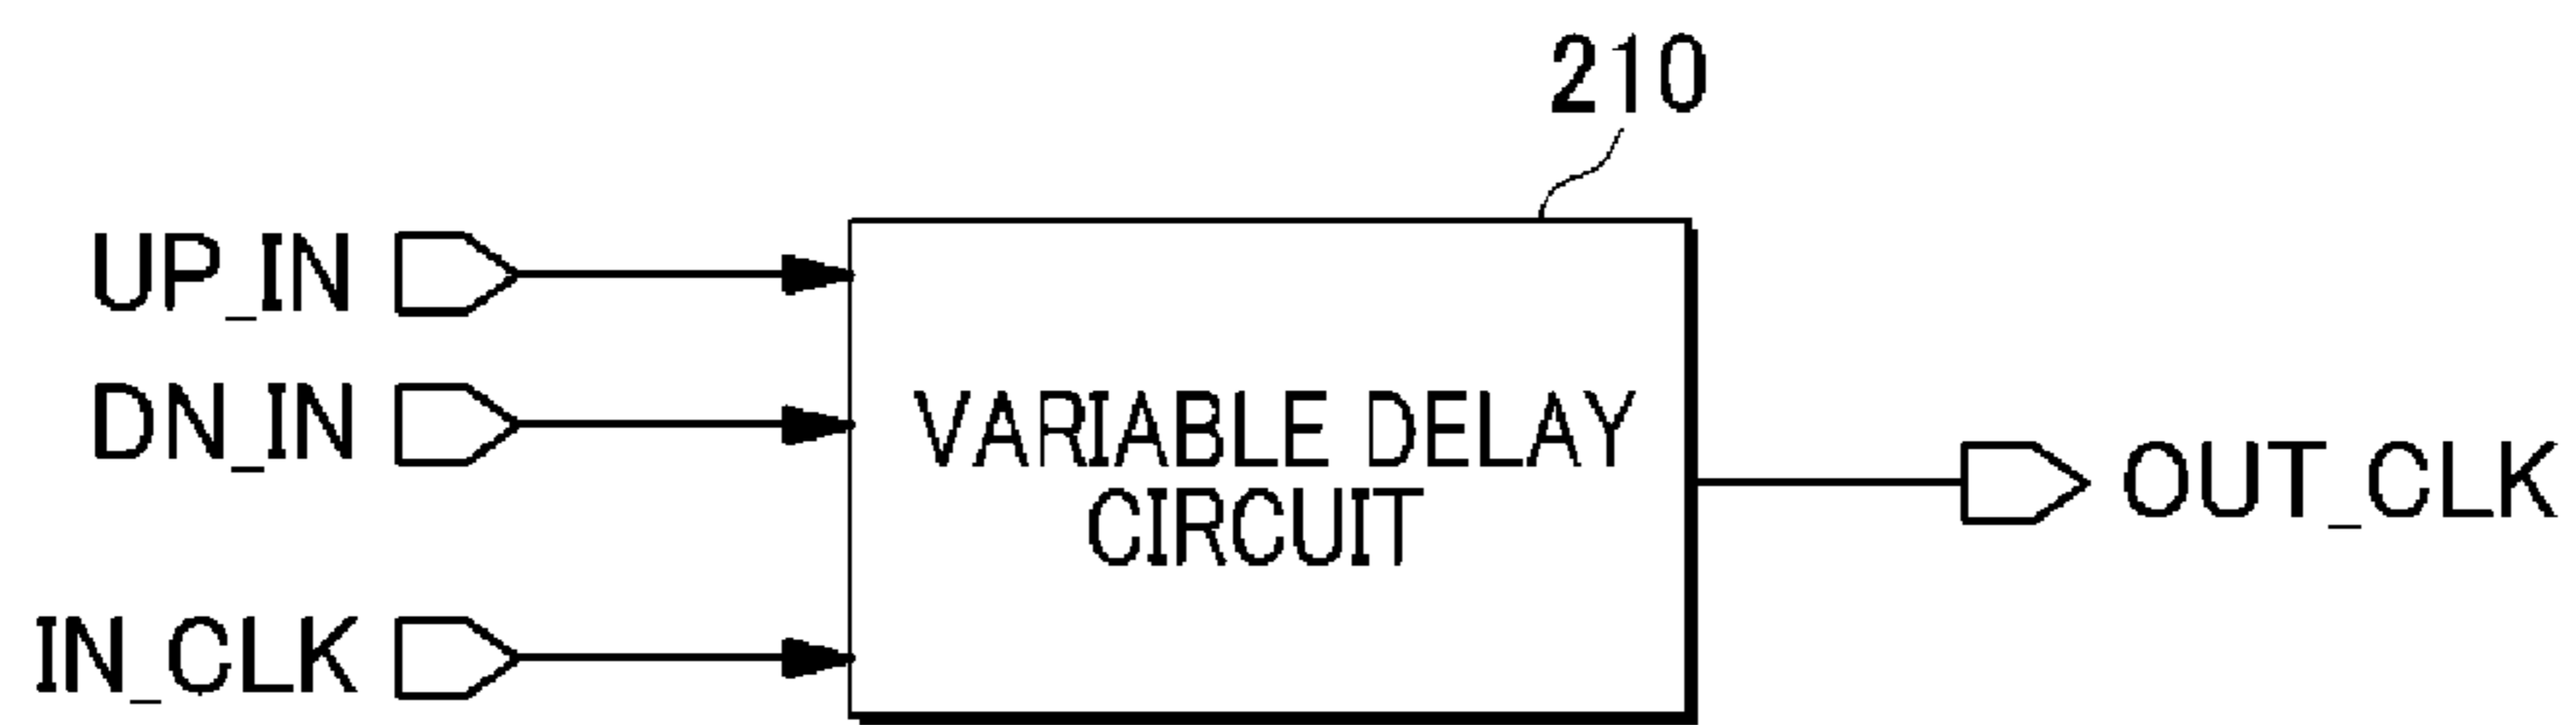 210
UP_IN
DN_IN
VARIABLE DELAY
CIRCUIT
OUT_CLK
IN_CLK